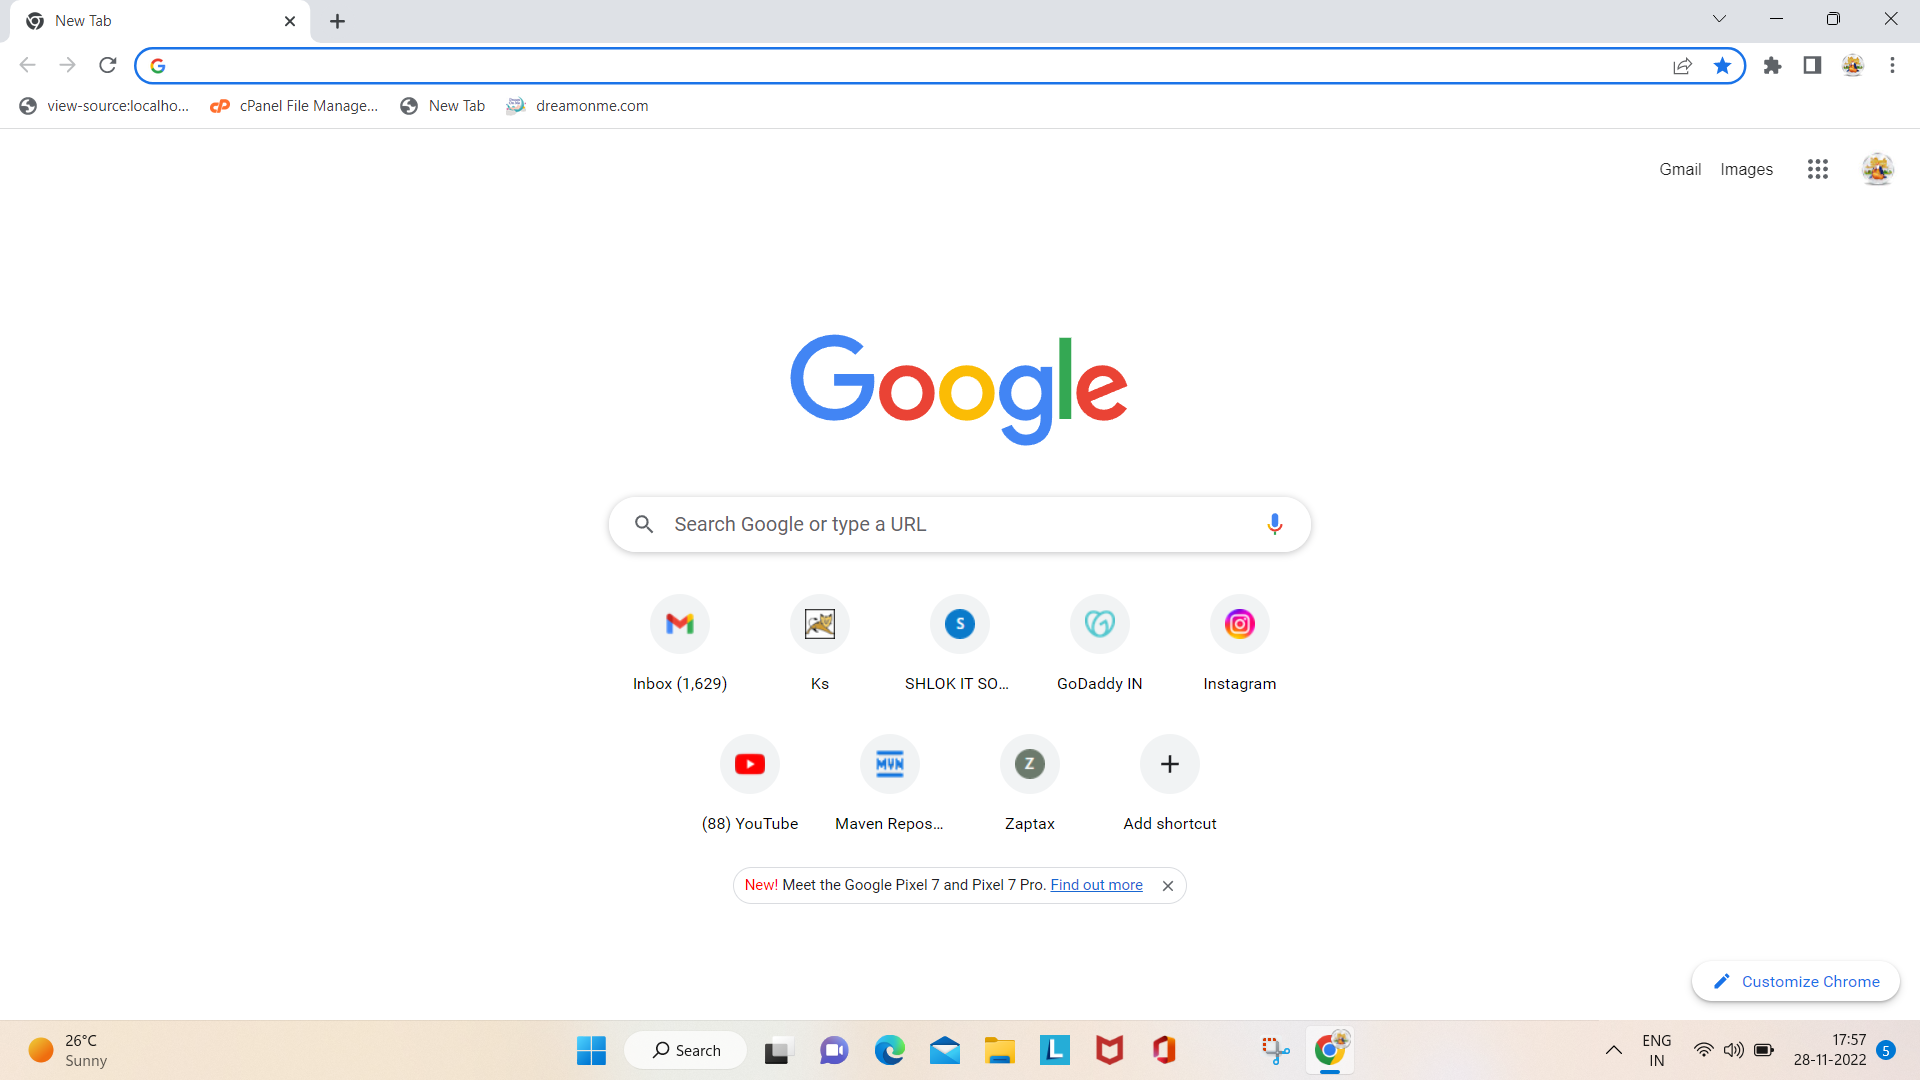 New Tab
view-source:localho...
cPanel File Manage...
New Tab
dreamonme.com
Gmail
Images
Google
Search Google or type a URL
Inbox (1,629)
Ks
S
SHLOK IT SO...
GoDaddy IN
Instagram
(88) YouTube
MVN
Maven Repos...
Z
Zaptax
Add shortcut
New! Meet the Google Pixel 7 and Pixel 7 Pro. Find out more
Customize Chrome
26°C
Sunny
Search
L
ENG
IN
17:57
28-11-2022
5